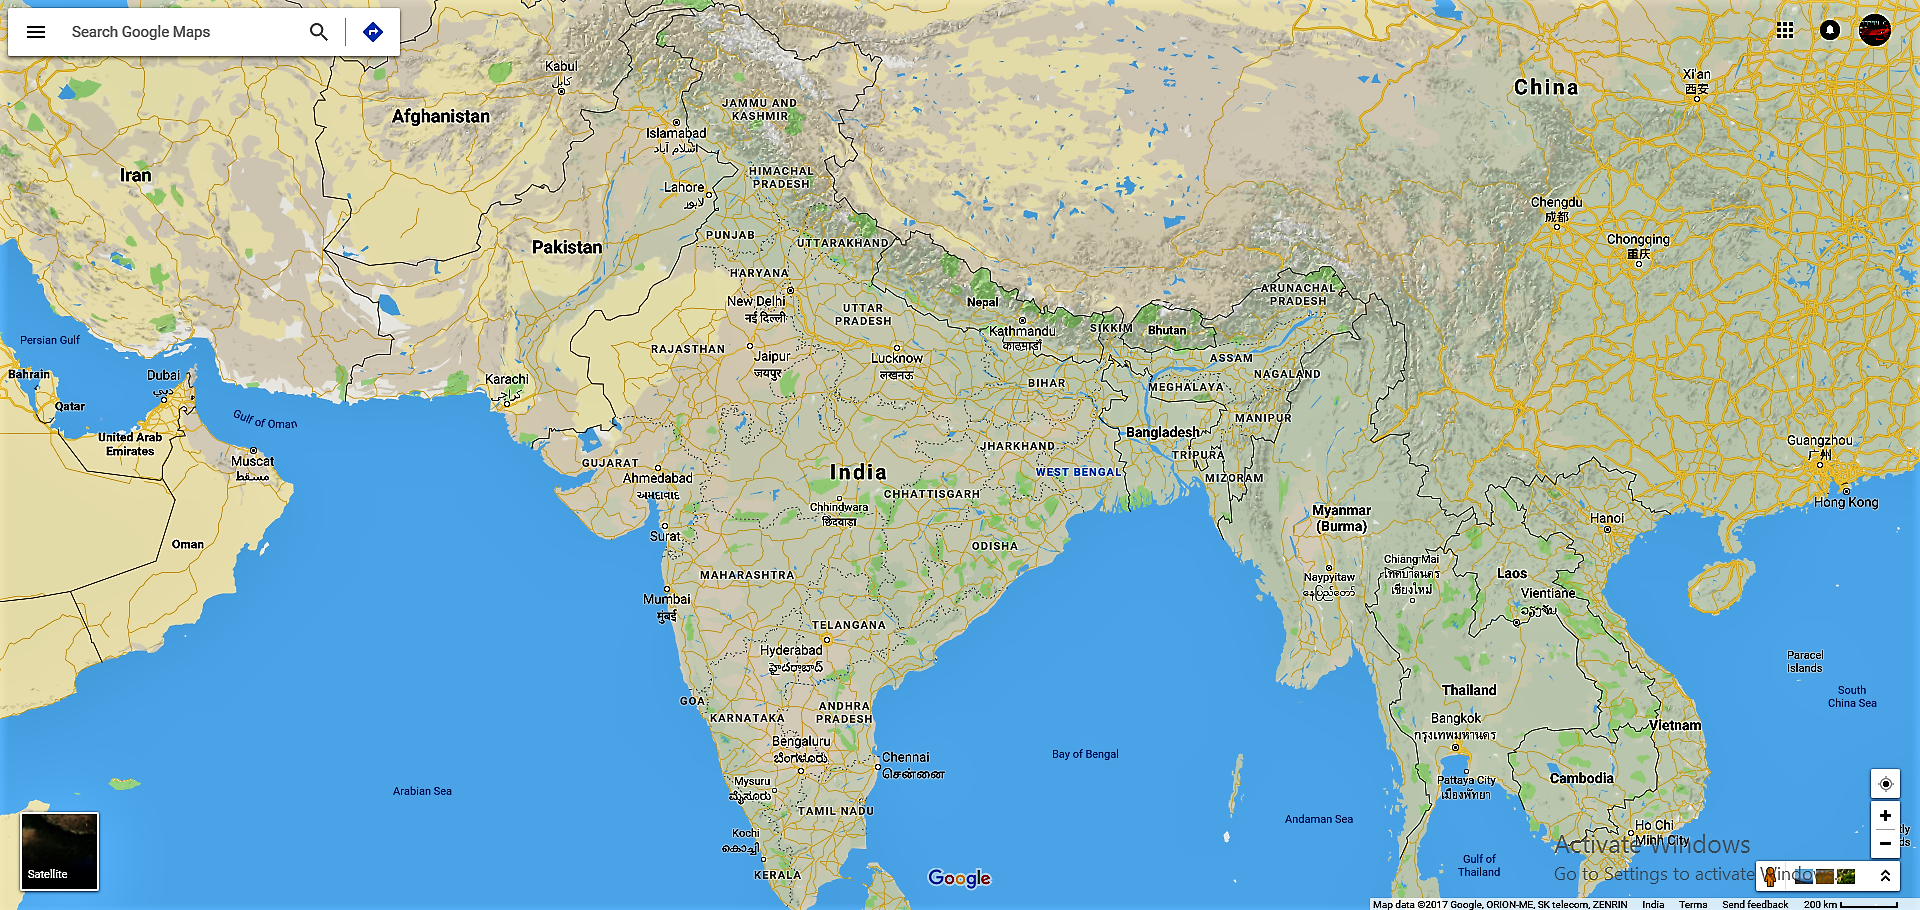 Search Google Maps
Kabul
کابل
Afghanistan
Islamabad
اسلام آباد
JAMMU AND
KASHMIR
China
Xi'an
西安
Iran
Lahore
لاہور
HIMACHAL
PRADESH
Chengdu
成都
Pakistan
PUNJAB
UTTARAKHAND
Chongqing
重庆
HARYANA
New Delhi
नई दिल्ली
UTTAR
PRADESH
Nepal
Kathmandu
काठमाडौं
SIKKIM
Bhutan
ARUNACHAL
PRADESH
Persian Gulf
RAJASTHAN
Jaipur
जयपुर
Lucknow
लखनऊ
ASSAM
NAGALAND
Bahrain
Dubai
دبي
Karachi
کراچی
BIHAR
MEGHALAYA
Qatar
Gulf of Oman
MANIPUR
United Arab
Emirates
Bangladesh
Muscat
مسقط
GUJARAT
Ahmedabad
અમદાવાદ
India
JHARKHAND
WEST BENGAL
TRIPURA
MIZORAM
Guangzhou
广州
Hong Kong
CHHATTISGARH
Chhindwara
छिंदवाड़ा
Myanmar
(Burma)
Hanoi
Oman
Surat
ODISHA
MAHARASHTRA
Naypyitaw
နေပြည်တော်
Chiang Mai
เทศบาลนคร
เชียงใหม่
Laos
Vientiane
ວຽງຈັນ
Mumbai
मुंबई
TELANGANA
Hyderabad
హైదరాబాద్
Paracel
Islands
South
China Sea
GOA
KARNATAKA
ANDHRA
PRADESH
Thailand
Bangkok
กรุงเทพมหานคร
Vietnam
Bengaluru
ಬೆಂಗಳೂರು
Chennai
சென்னை
Bay of Bengal
Arabian Sea
Mysuru
ಮೈಸೂರು
TAMIL NADU
Pattaya City
เมืองพัทยา
Cambodia
Andaman Sea
Kochi
കൊച്ചി
KERALA
Ho Chi
Minh City
Gulf of
Thailand
Satellite
Google
Activate Windows
Go to Settings to activate Windows.
Map data ©2017 Google, ORION-ME, SK telecom, ZENRIN India Terms Send feedback 200 km